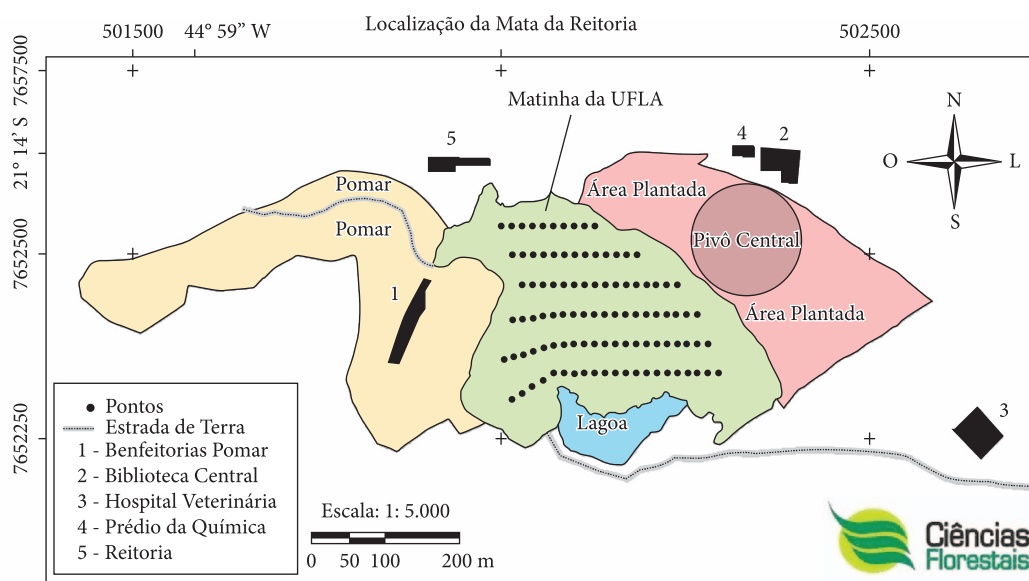 Localização da Mata da Reitoria
501500 44° 59” W 502500
7657500
21° 14’ S
7652500
7652250
Matinha da UFLA
N
O L
S
5
4 2
Pomar
Pomar
Área Plantada
Pivô Central
Área Plantada
1
Lagoa
3
Pontos
Estrada de Terra
1 - Benfeitorias Pomar
2 - Biblioteca Central
3 - Hospital Veterinária
4 - Prédio da Química
5 - Reitoria
Escala: 1: 5.000
0 50 100 200 m
Ciências
Florestais